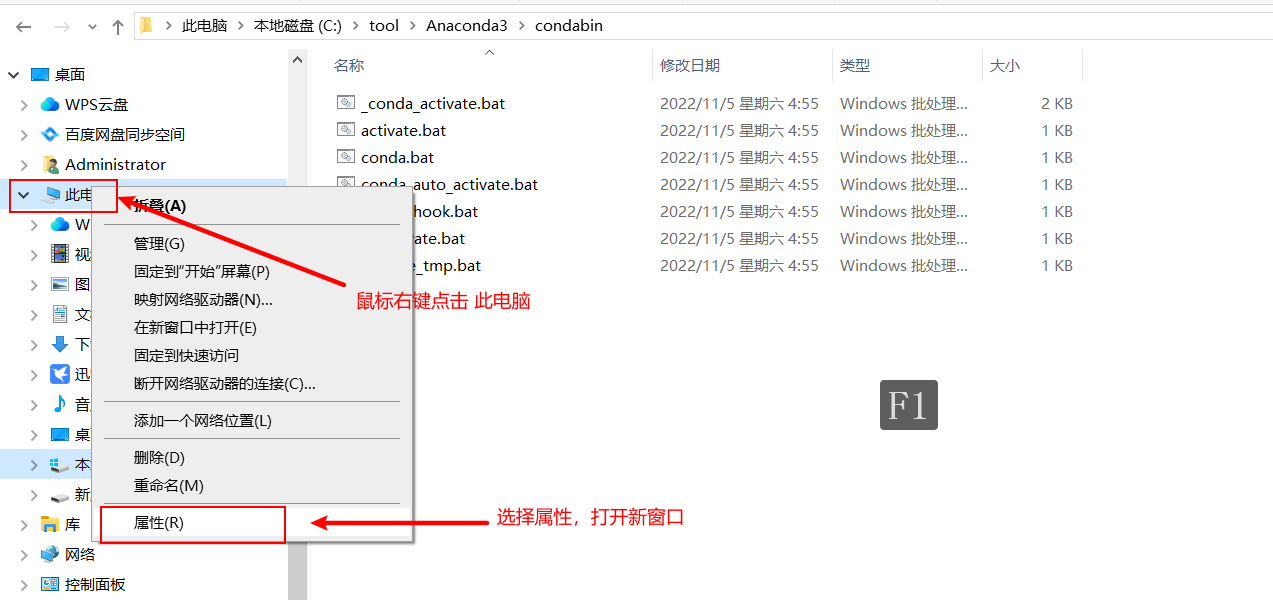 此电脑 本地磁盘 (C:) tool Anaconda3 condabin
名称 修改日期 类型 大小
桌面
WPS云盘
百度网盘同步空间
Administrator
此电
W
图
下
音
桌
本
新
库
网络
控制面板
_conda_activate.bat 2022/11/5 星期六 4:55 Windows 批处理... 2 KB
activate.bat 2022/11/5 星期六 4:55 Windows 批处理... 1 KB
conda.bat 2022/11/5 星期六 4:55 Windows 批处理... 1 KB
conda_auto_activate.bat 2022/11/5 星期六 4:55 Windows 批处理... 1 KB
hook.bat 2022/11/5 星期六 4:55 Windows 批处理... 1 KB
vate.bat 2022/11/5 星期六 4:55 Windows 批处理... 1 KB
e_tmp.bat 2022/11/5 星期六 4:55 Windows 批处理... 1 KB
折叠(A)
管理(G)
固定到"开始"屏幕(P)
映射网络驱动器(N)...
在新窗口中打开(E)
固定到快速访问
断开网络驱动器的连接(C)...
添加一个网络位置(L)
删除(D)
重命名(M)
属性(R)
鼠标右键点击 此电脑
选择属性，打开新窗口
F1